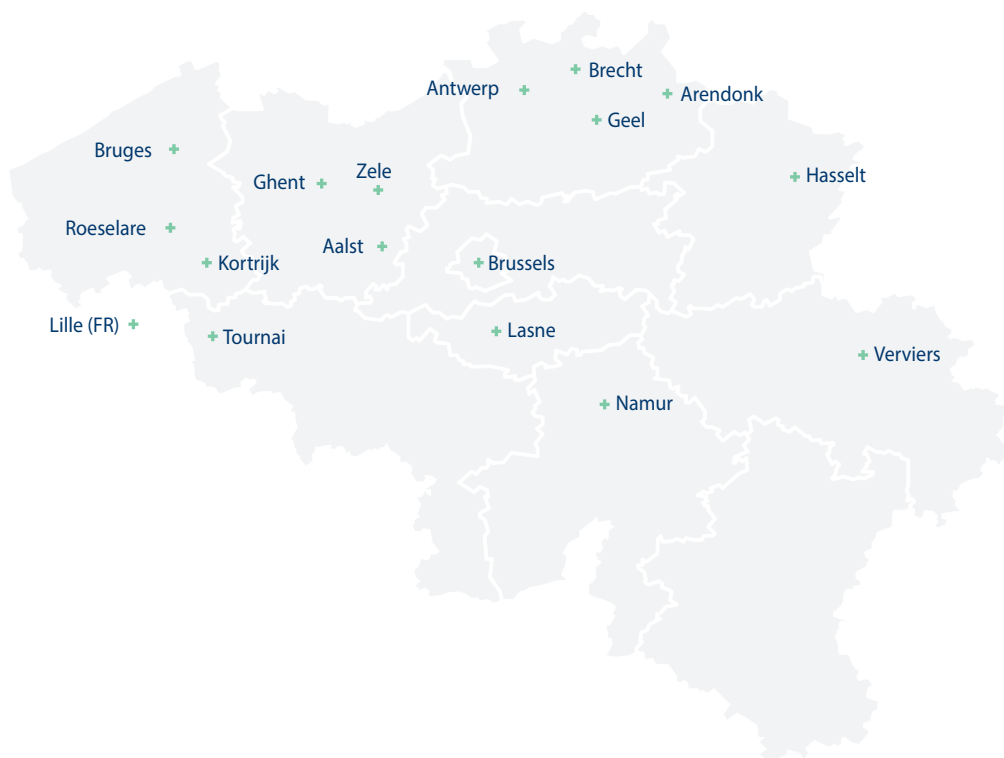 Brecht
Antwerp
Arendonk
Geel
Bruges
Zele
Ghent
Hasselt
Roeselare
Aalst
Kortrijk
Brussels
Lille (FR)
Tournai
Lasne
Verviers
Namur